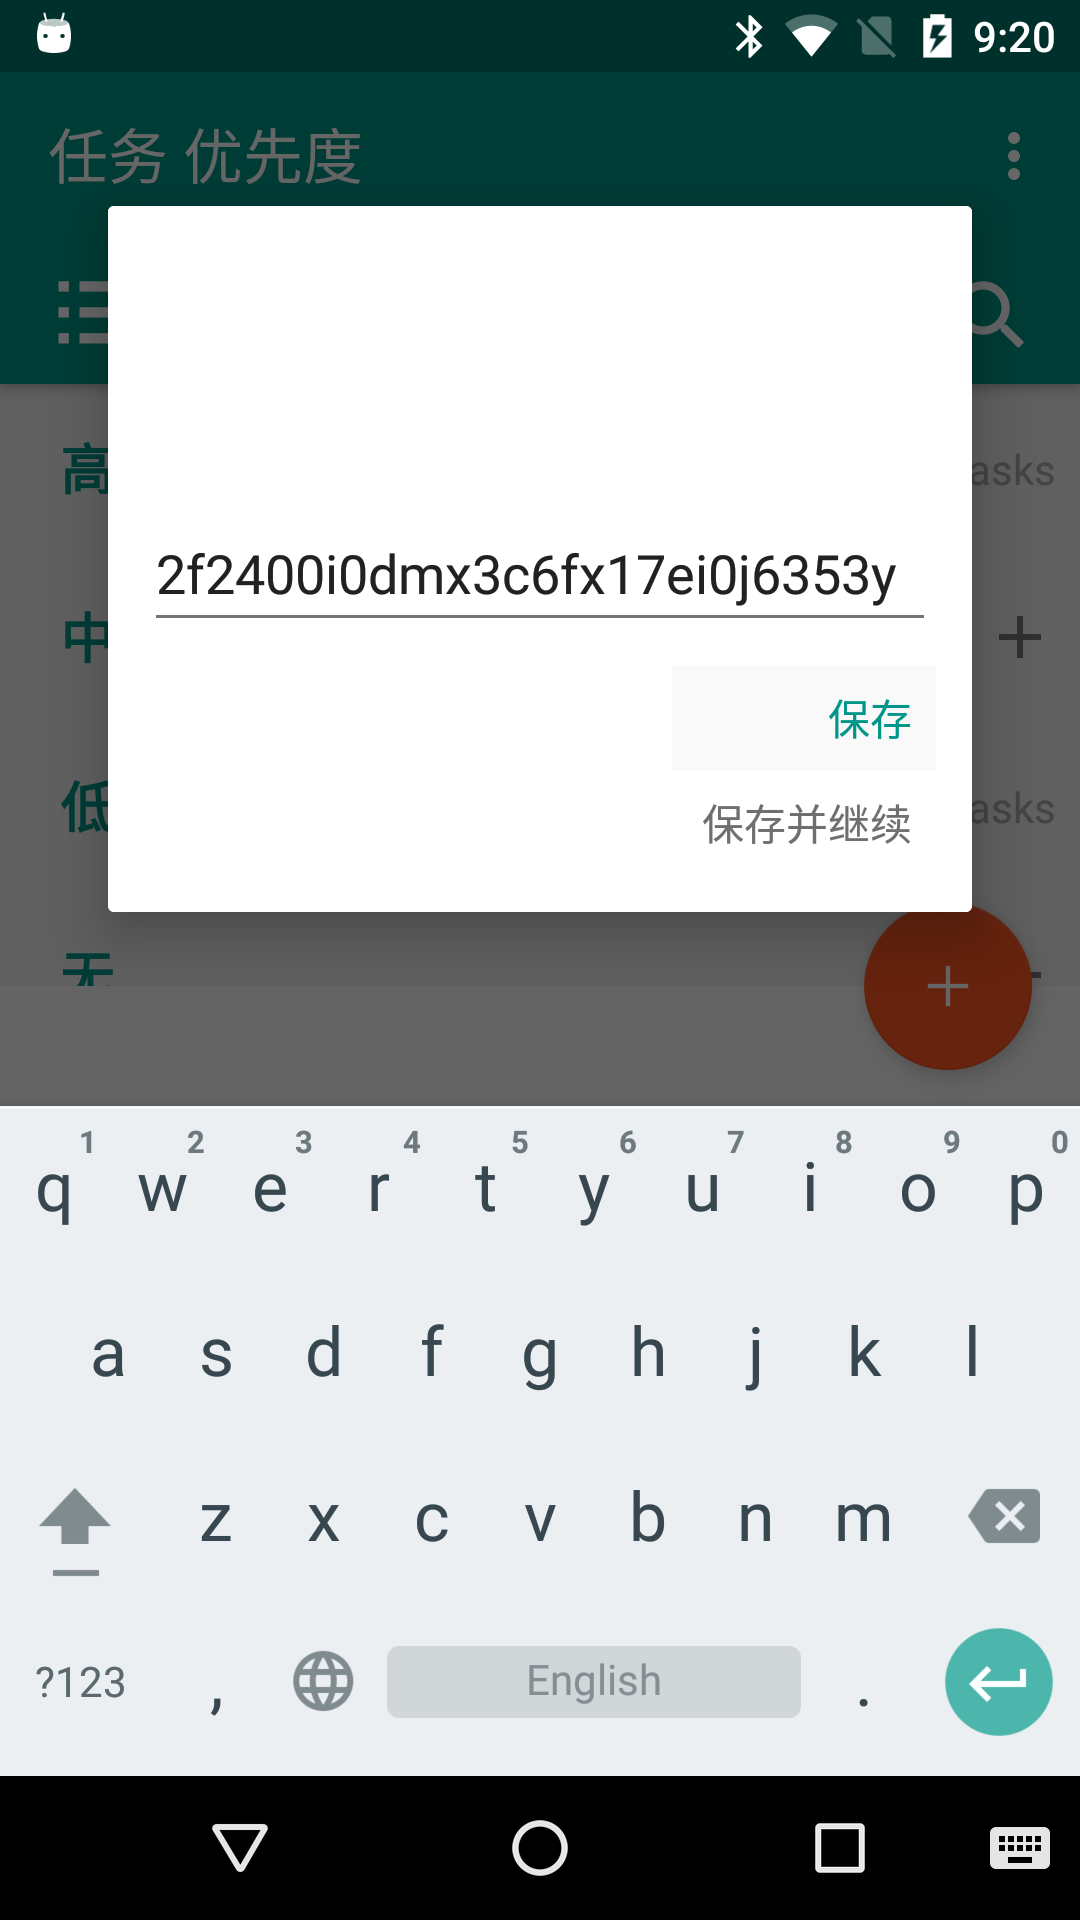 9:20
任务 优先度
高
asks
2f2400i0dmx3c6fx17ei0j6353y
中
保存
低
asks
保存并继续
无
1 2 3 4 5 6 7 8 9 0
q w e r t y u i o p
a s d f g h j k l
z x c v b n m
?123 , English .